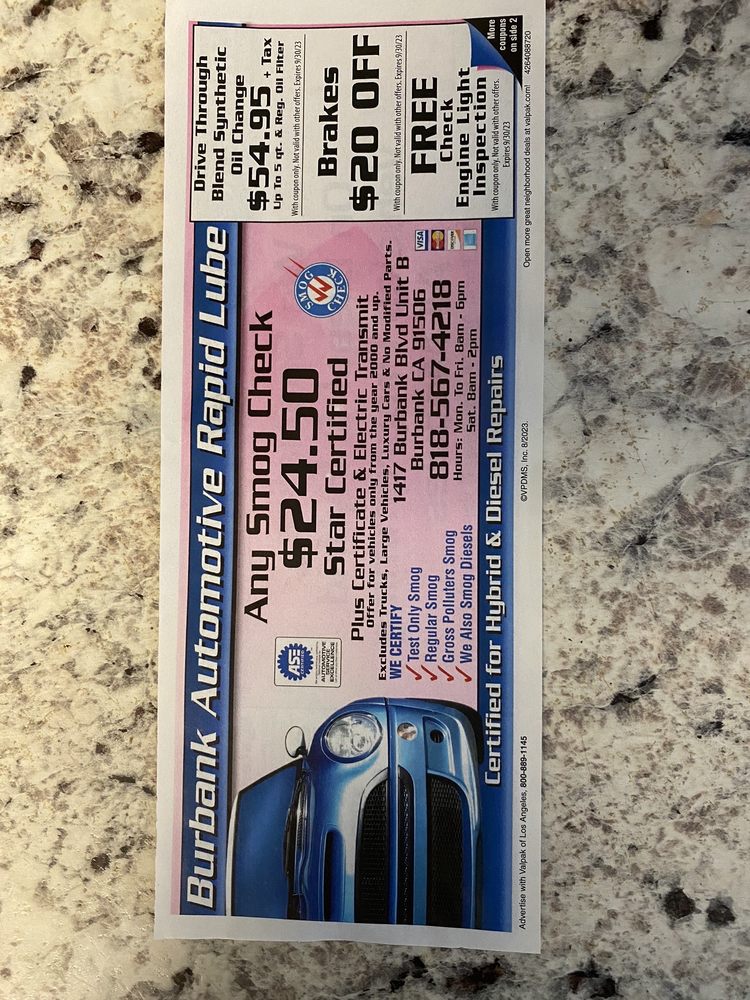 Burbank Automotive Rapid Lube
Any Smog Check
$24.50
Star Certified
Plus Certificate & Electric Transmit
Offer for vehicles only from the year 2000 and up.
Excludes Trucks, Large Vehicles, Luxury Cars & No Modified Parts.
SMOG
CHECK
ASE
CERTIFIED
AUTOMOTIVE
SERVICE
EXCELLENCE
WE CERTIFY
Test Only Smog
Regular Smog
Gross Polluters Smog
We Also Smog Diesels
1417 Burbank Blvd Unit B
Burbank CA 91506
818-567-4218
Hours: Mon. To Fri. 8am - 6pm
Sat. 8am - 2pm
VISA
DISCOVER
Certified for Hybrid & Diesel Repairs
Drive Through
Blend Synthetic
Oil Change
$54.95 + Tax
Up To 5 qt. & Reg. Oil Filter
With coupon only. Not valid with other offers. Expires 9/30/23
Brakes
$20 OFF
With coupon only. Not valid with other offers. Expires 9/30/23
FREE
Check
Engine Light
Inspection
With coupon only. Not valid with other offers.
Expires 9/30/23
More
coupons
on side 2
Advertise with Valpak of Los Angeles, 800-889-1145
©VPDMS, Inc. 8/2023.
Open more great neighborhood deals at valpak.com!
4264088720